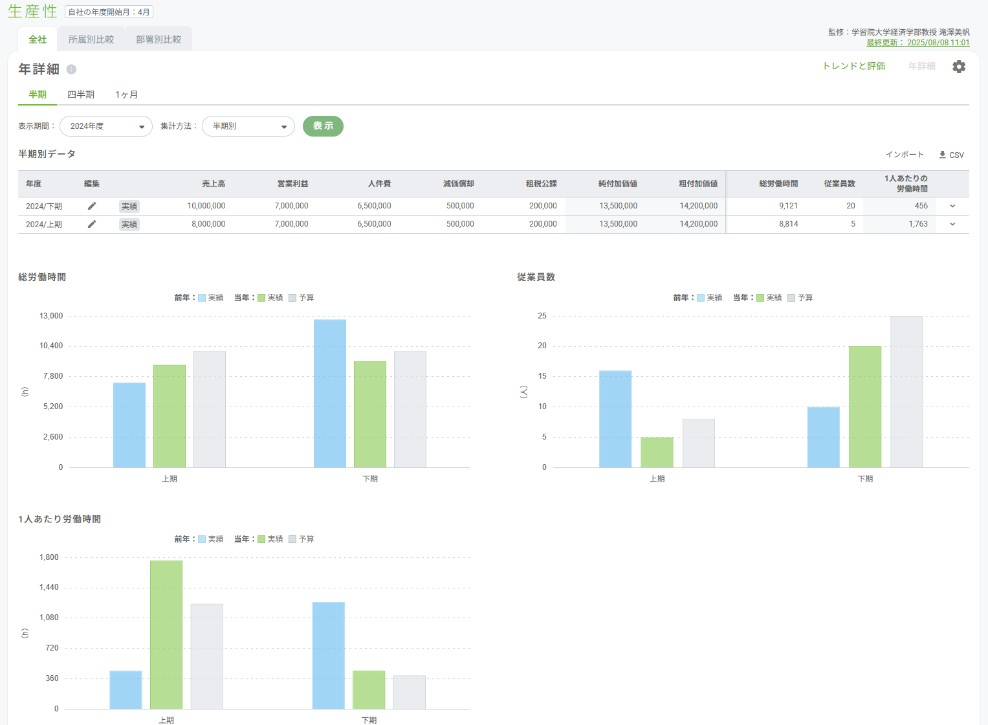 生産性 自社の年度開始月：4月
全社 所属別比較 部署別比較
監修：学習院大学経済学部教授 滝澤美帆
最終更新： 2025/08/08 11:01
年詳細
トレンドと評価 年詳細
半期 四半期 1ヶ月
表示期間： 2024年度 集計方法： 半期別 表示
半期別データ
インポート CSV
年度 編集 売上高 営業利益 人件費 減価償却 租税公課 純付加価値 粗付加価値 総労働時間 従業員数 1人あたりの
労働時間
2024/下期 実績 10,000,000 7,000,000 6,500,000 500,000 200,000 13,500,000 14,200,000 9,121 20 456
2024/上期 実績 8,000,000 7,000,000 6,500,000 500,000 200,000 13,500,000 14,200,000 8,814 5 1,763
総労働時間
前年： 実績 当年： 実績 予算
13,000
10,400
7,800
5,200
2,600
0
(h)
上期 下期
従業員数
前年： 実績 当年： 実績 予算
25
20
15
10
5
0
(人)
上期 下期
1人あたり労働時間
前年： 実績 当年： 実績 予算
1,800
1,440
1,080
720
360
0
(h)
上期 下期